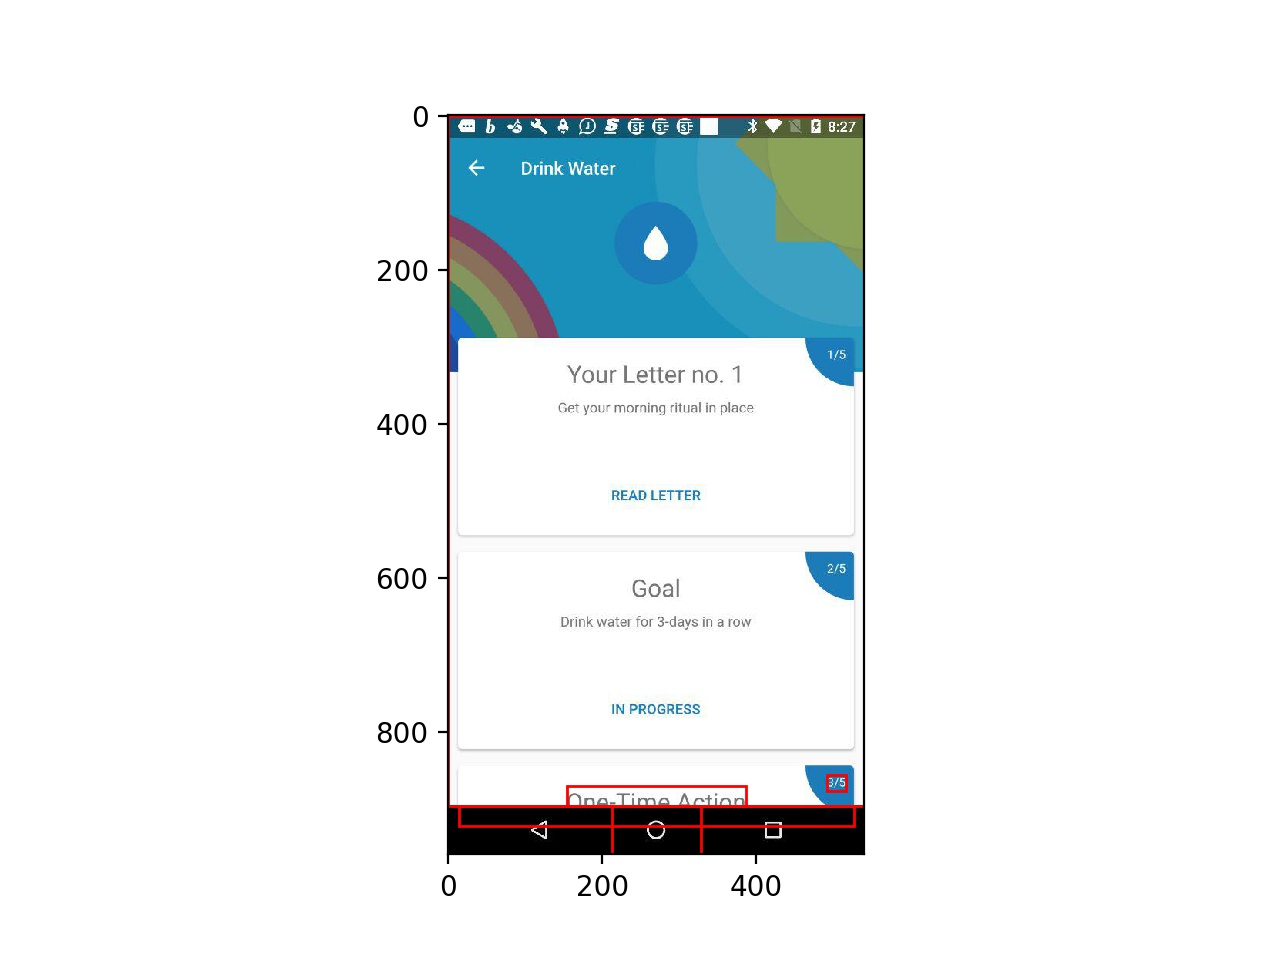 0
8:27
Drink Water
200
1/5
Your Letter no. 1
400
Get your morning ritual in place
READ LETTER
2/5
600
Goal
Drink water for 3-days in a row
IN PROGRESS
800
3/5
One-Time Action
0 200 400